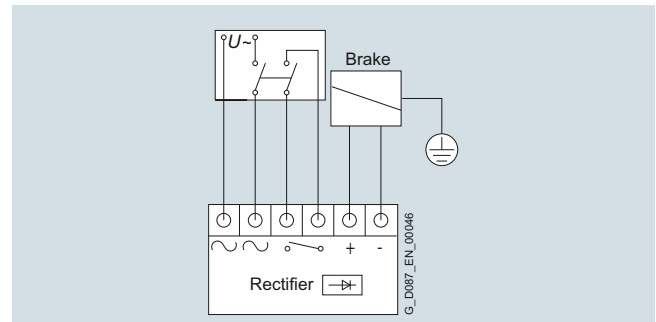 U~
Brake
+ -
Rectifier
G_D087_EN_00046